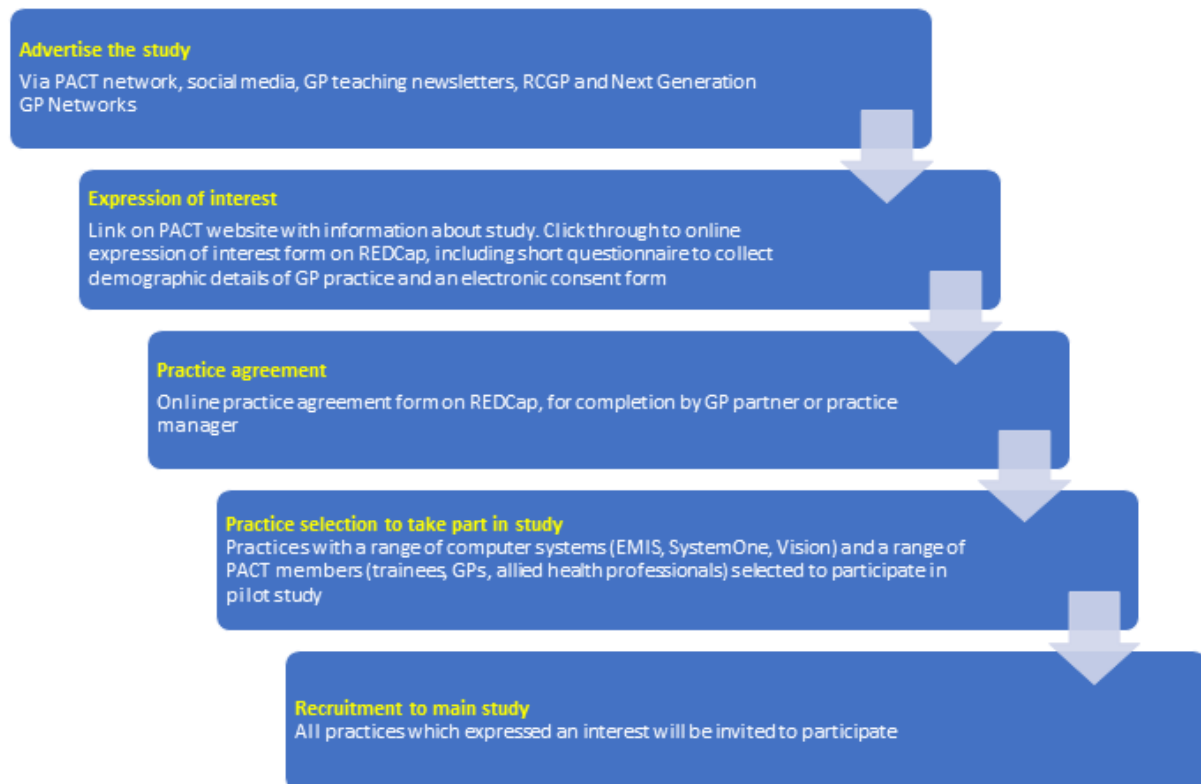 Advertise the study
Via PACT network, social media, GP teaching newsletters, RCGP and Next Generation
GP Networks
Expression of interest
Link on PACT website with information about study. Click through to online
expression of interest form on REDCap, including short questionnaire to collect
demographic details of GP practice and an electronic consent form
Practice agreement
Online practice agreement form on REDCap, for completion by GP partner or practice
manager
Practice selection to take part in study
Practices with a range of computer systems (EMIS, SystemOne, Vision) and a range of
PACT members (trainees, GPs, allied health professionals) selected to participate in
pilot study
Recruitment to main study
All practices which expressed an interest will be invited to participate